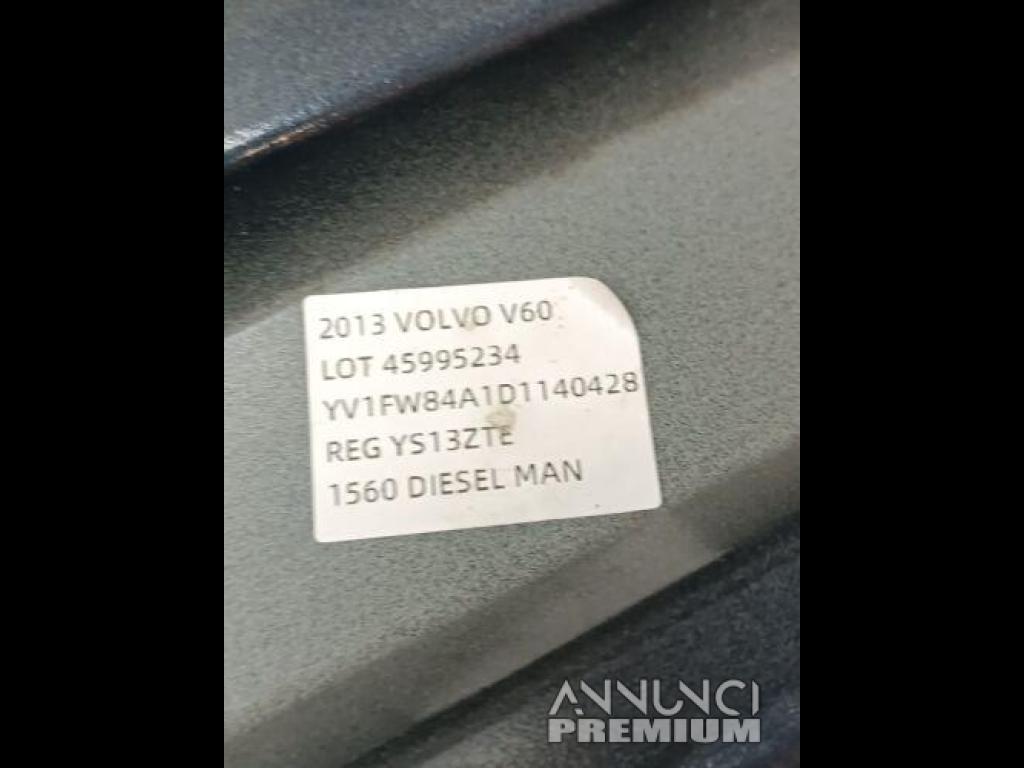 2013 VOLVO V60
LOT 45995234
YV1FW84A1D1140428
REG YS13ZTE
1560 DIESEL MAN
ANNUNCI
PREMIUM